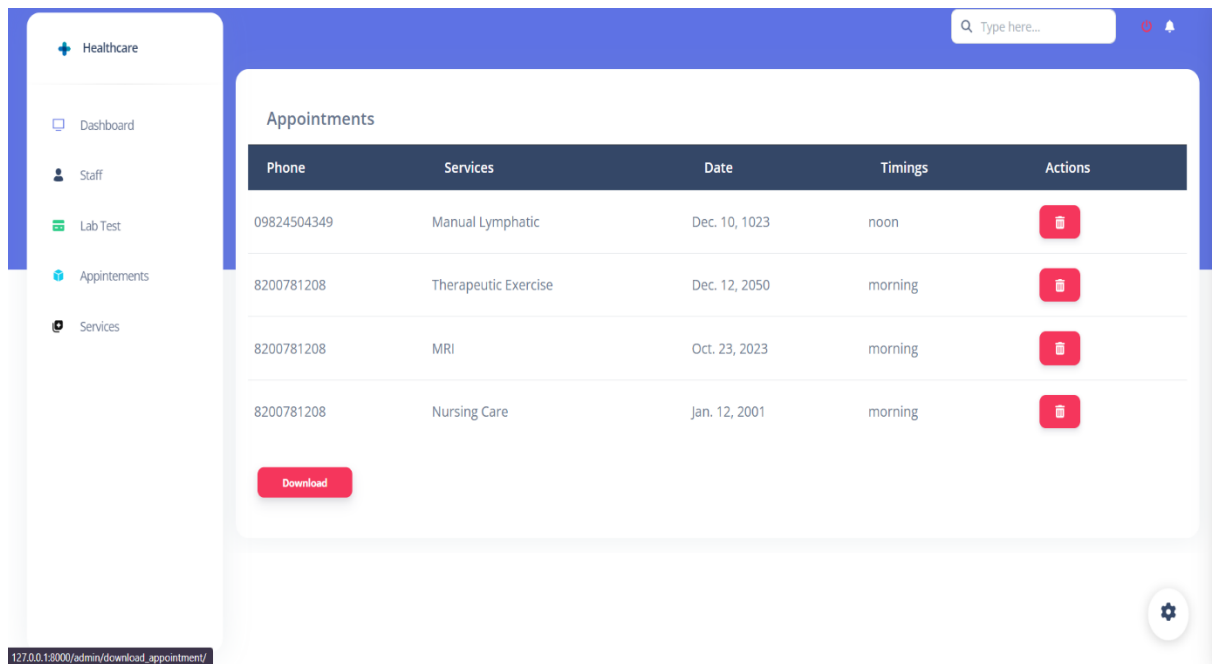 Healthcare
Type here...
Dashboard
Staff
Lab Test
Appintements
Services
Appointments
Phone Services Date Timings Actions
09824504349 Manual Lymphatic Dec. 10, 1023 noon
8200781208 Therapeutic Exercise Dec. 12, 2050 morning
8200781208 MRI Oct. 23, 2023 morning
8200781208 Nursing Care Jan. 12, 2001 morning
Download
127.0.0.1:8000/admin/download_appointment/